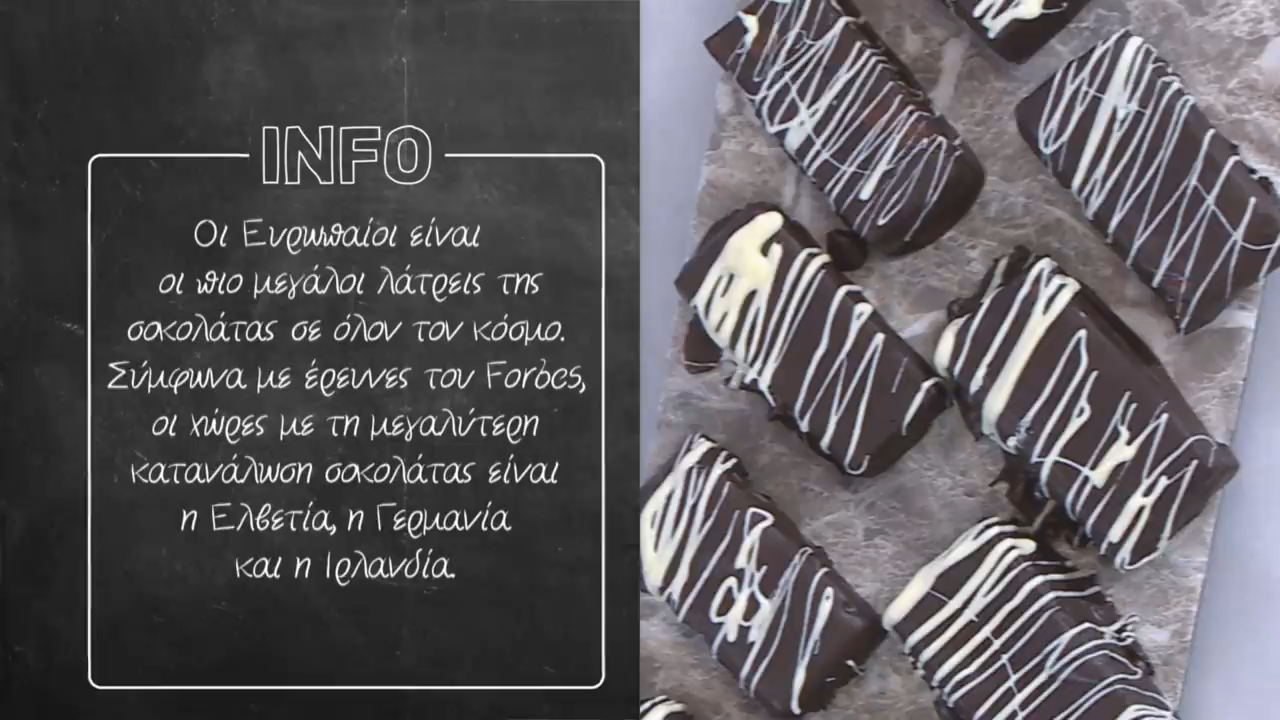 INFO
Οι Ευρωπαίοι είναι
οι πιο μεγάλοι λάτρεις της
σοκολάτας σε όλον τον κόσμο.
Σύμφωνα με έρευνες του Forbes,
οι χώρες με τη μεγαλύτερη
κατανάλωση σοκολάτας είναι
η Ελβετία, η Γερμανία
και η Ιρλανδία.